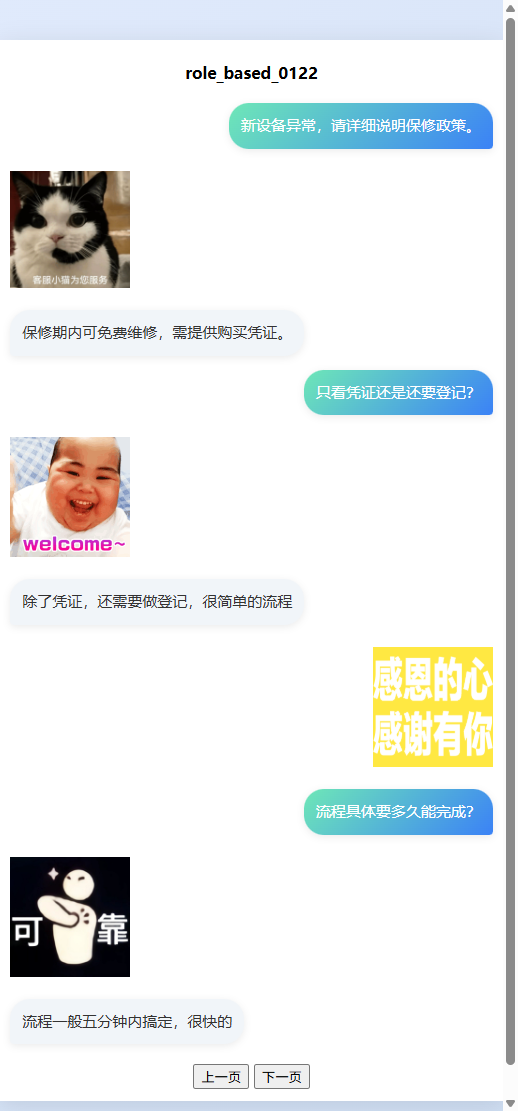 role_based_0122
新设备异常，请详细说明保修政策。
客服小猫为您服务
保修期内可免费维修，需提供购买凭证。
只看凭证还是还要登记？
welcome~
除了凭证，还需要做登记，很简单的流程
感恩的心
感谢有你
流程具体要多久能完成？
可靠
流程一般五分钟内搞定，很快的
上一页 下一页